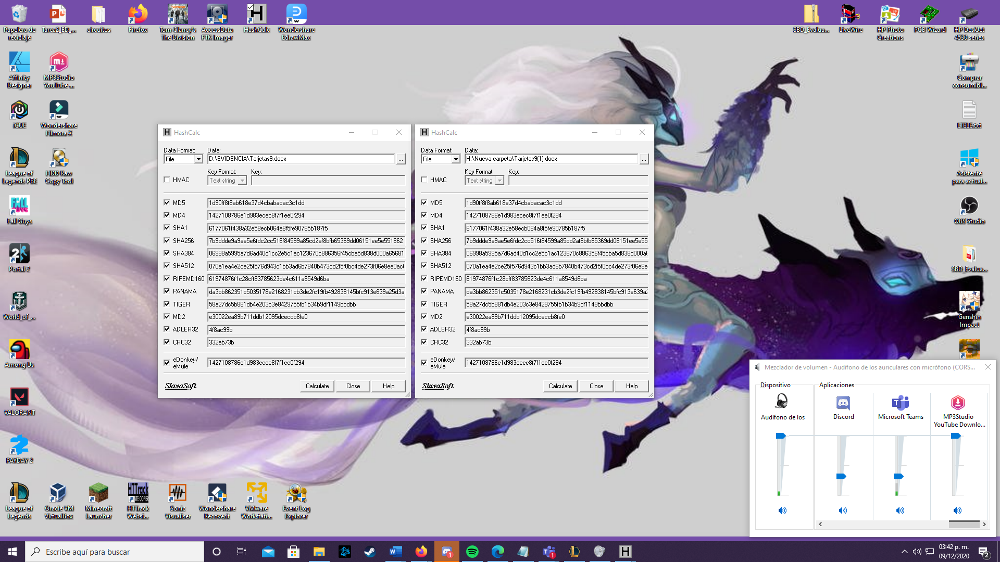 Papelera de
reciclaje
Tarea2_ED_...
circuitos
Firefox
Tom Clancy's
The Division
AccessData
FTK Imager
HashCalc
Wondershare
EdrawMax
SBD_Evalua...
LiveWire
HP Photo
Creations
PCB Wizard
HP DeskJet
4530 series
Affinity
Designer
MP3Studio
YouTube ...
Comprar
consumibl...
iCUE
Wondershare
Filmora X
LTELE.txt
League of
Legends PBE
HDD Raw
Copy Tool
Asistente
para actual...
Fall Guys
OBS Studio
Portal 2
SBD_Evalua...
World_of_...
Genshin
Impact
Among Us
VALORANT
PAYDAY 2
League of
Legends
Oracle VM
VirtualBox
Minecraft
Launcher
HTTrack
Websi...
Sonic
Visualiser
Wondershare
Recoverit
VMware
Workstati...
Event Log
Explorer
HashCalc
Data Format:
Data:
File
D:\EVIDENCIA\Tarjetas9.docx
...
Key Format:
Key:
HMAC
Text string
MD5
1d90ff8f8ab618e37d4cbabacac3c1dd
MD4
1427108786e1d983ecec8f7f1ee0f294
SHA1
6177061f438a32e58ecb064a8f5fe90785b187f5
SHA256
7b9ddde9a9ae5e6fdc2cc516f84599a85cd2af8bfb65369dd06151ee5e551862
SHA384
06998a5995a7d6ad40d1cc2e5c1ac123670c886356f45cba5d838d000a65681
SHA512
070a1ea4e2ce25f576d943c1bb3ad6b7840b473cd2f5f0bc4de273f06e8ee0ac6
RIPEMD160
61974876f1c28cff83785623de4c611a8549d6ba
PANAMA
da3bb862351c5035178e2168231cb3de2fc19fb492838145bfc913e639a25d3a
TIGER
58a27dc5b881db4e203c3e8429755fb1b34b9df1149bbdbb
MD2
e30022ea89b711ddb12095dceccb8fe0
ADLER32
4f8ac99b
CRC32
332ab73b
eDonkey/
eMule
1427108786e1d983ecec8f7f1ee0f294
SlavaSoft
Calculate
Close
Help
HashCalc
Data Format:
Data:
File
H:\Nueva carpeta\Tarjetas9(1).docx
...
Key Format:
Key:
HMAC
Text string
MD5
1d90ff8f8ab618e37d4cbabacac3c1dd
MD4
1427108786e1d983ecec8f7f1ee0f294
SHA1
6177061f438a32e58ecb064a8f5fe90785b187f5
SHA256
7b9ddde9a9ae5e6fdc2cc516f84599a85cd2af8bfb65369dd06151ee5e55
SHA384
06998a5995a7d6ad40d1cc2e5c1ac123670c886356f45cba5d838d000a6
SHA512
070a1ea4e2ce25f576d943c1bb3ad6b7840b473cd2f5f0bc4de273f06e8e
RIPEMD160
61974876f1c28cff83785623de4c611a8549d6ba
PANAMA
da3bb862351c5035178e2168231cb3de2fc19fb492838145bfc913e639a2
TIGER
58a27dc5b881db4e203c3e8429755fb1b34b9df1149bbdbb
MD2
e30022ea89b711ddb12095dceccb8fe0
ADLER32
4f8ac99b
CRC32
332ab73b
eDonkey/
eMule
1427108786e1d983ecec8f7f1ee0f294
SlavaSoft
Calculate
Close
Help
Mezclador de volumen - Audífono de los auriculares con micrófono (CORS...
Dispositivo
Aplicaciones
Audífono de los
Discord
Microsoft Teams
MP3Studio
YouTube Downlo...
Escribe aquí para buscar
03:42 p. m.
09/12/2020
2